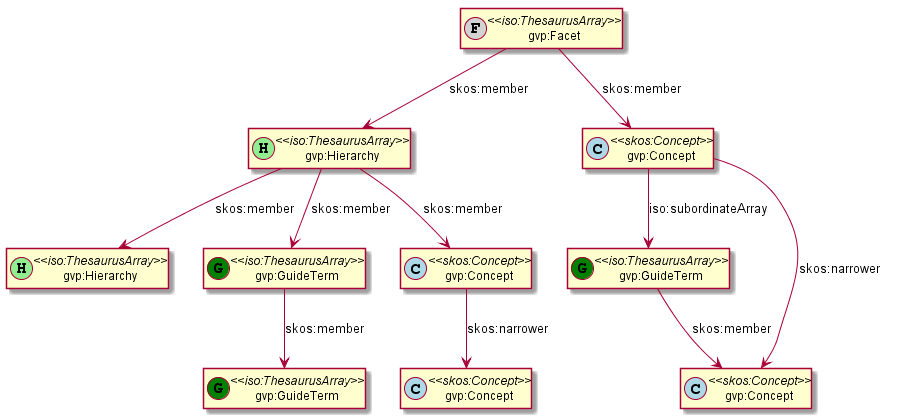 F <<iso:ThesaurusArray>>
gvp:Facet
skos:member
skos:member
H <<iso:ThesaurusArray>>
gvp:Hierarchy
C <<skos:Concept>>
gvp:Concept
skos:member
skos:member
skos:member
iso:subordinateArray
H <<iso:ThesaurusArray>>
gvp:Hierarchy
G <<iso:ThesaurusArray>>
gvp:GuideTerm
C <<skos:Concept>>
gvp:Concept
G <<iso:ThesaurusArray>>
gvp:GuideTerm
skos:narrower
skos:member
skos:narrower
skos:member
G <<iso:ThesaurusArray>>
gvp:GuideTerm
C <<skos:Concept>>
gvp:Concept
C <<skos:Concept>>
gvp:Concept